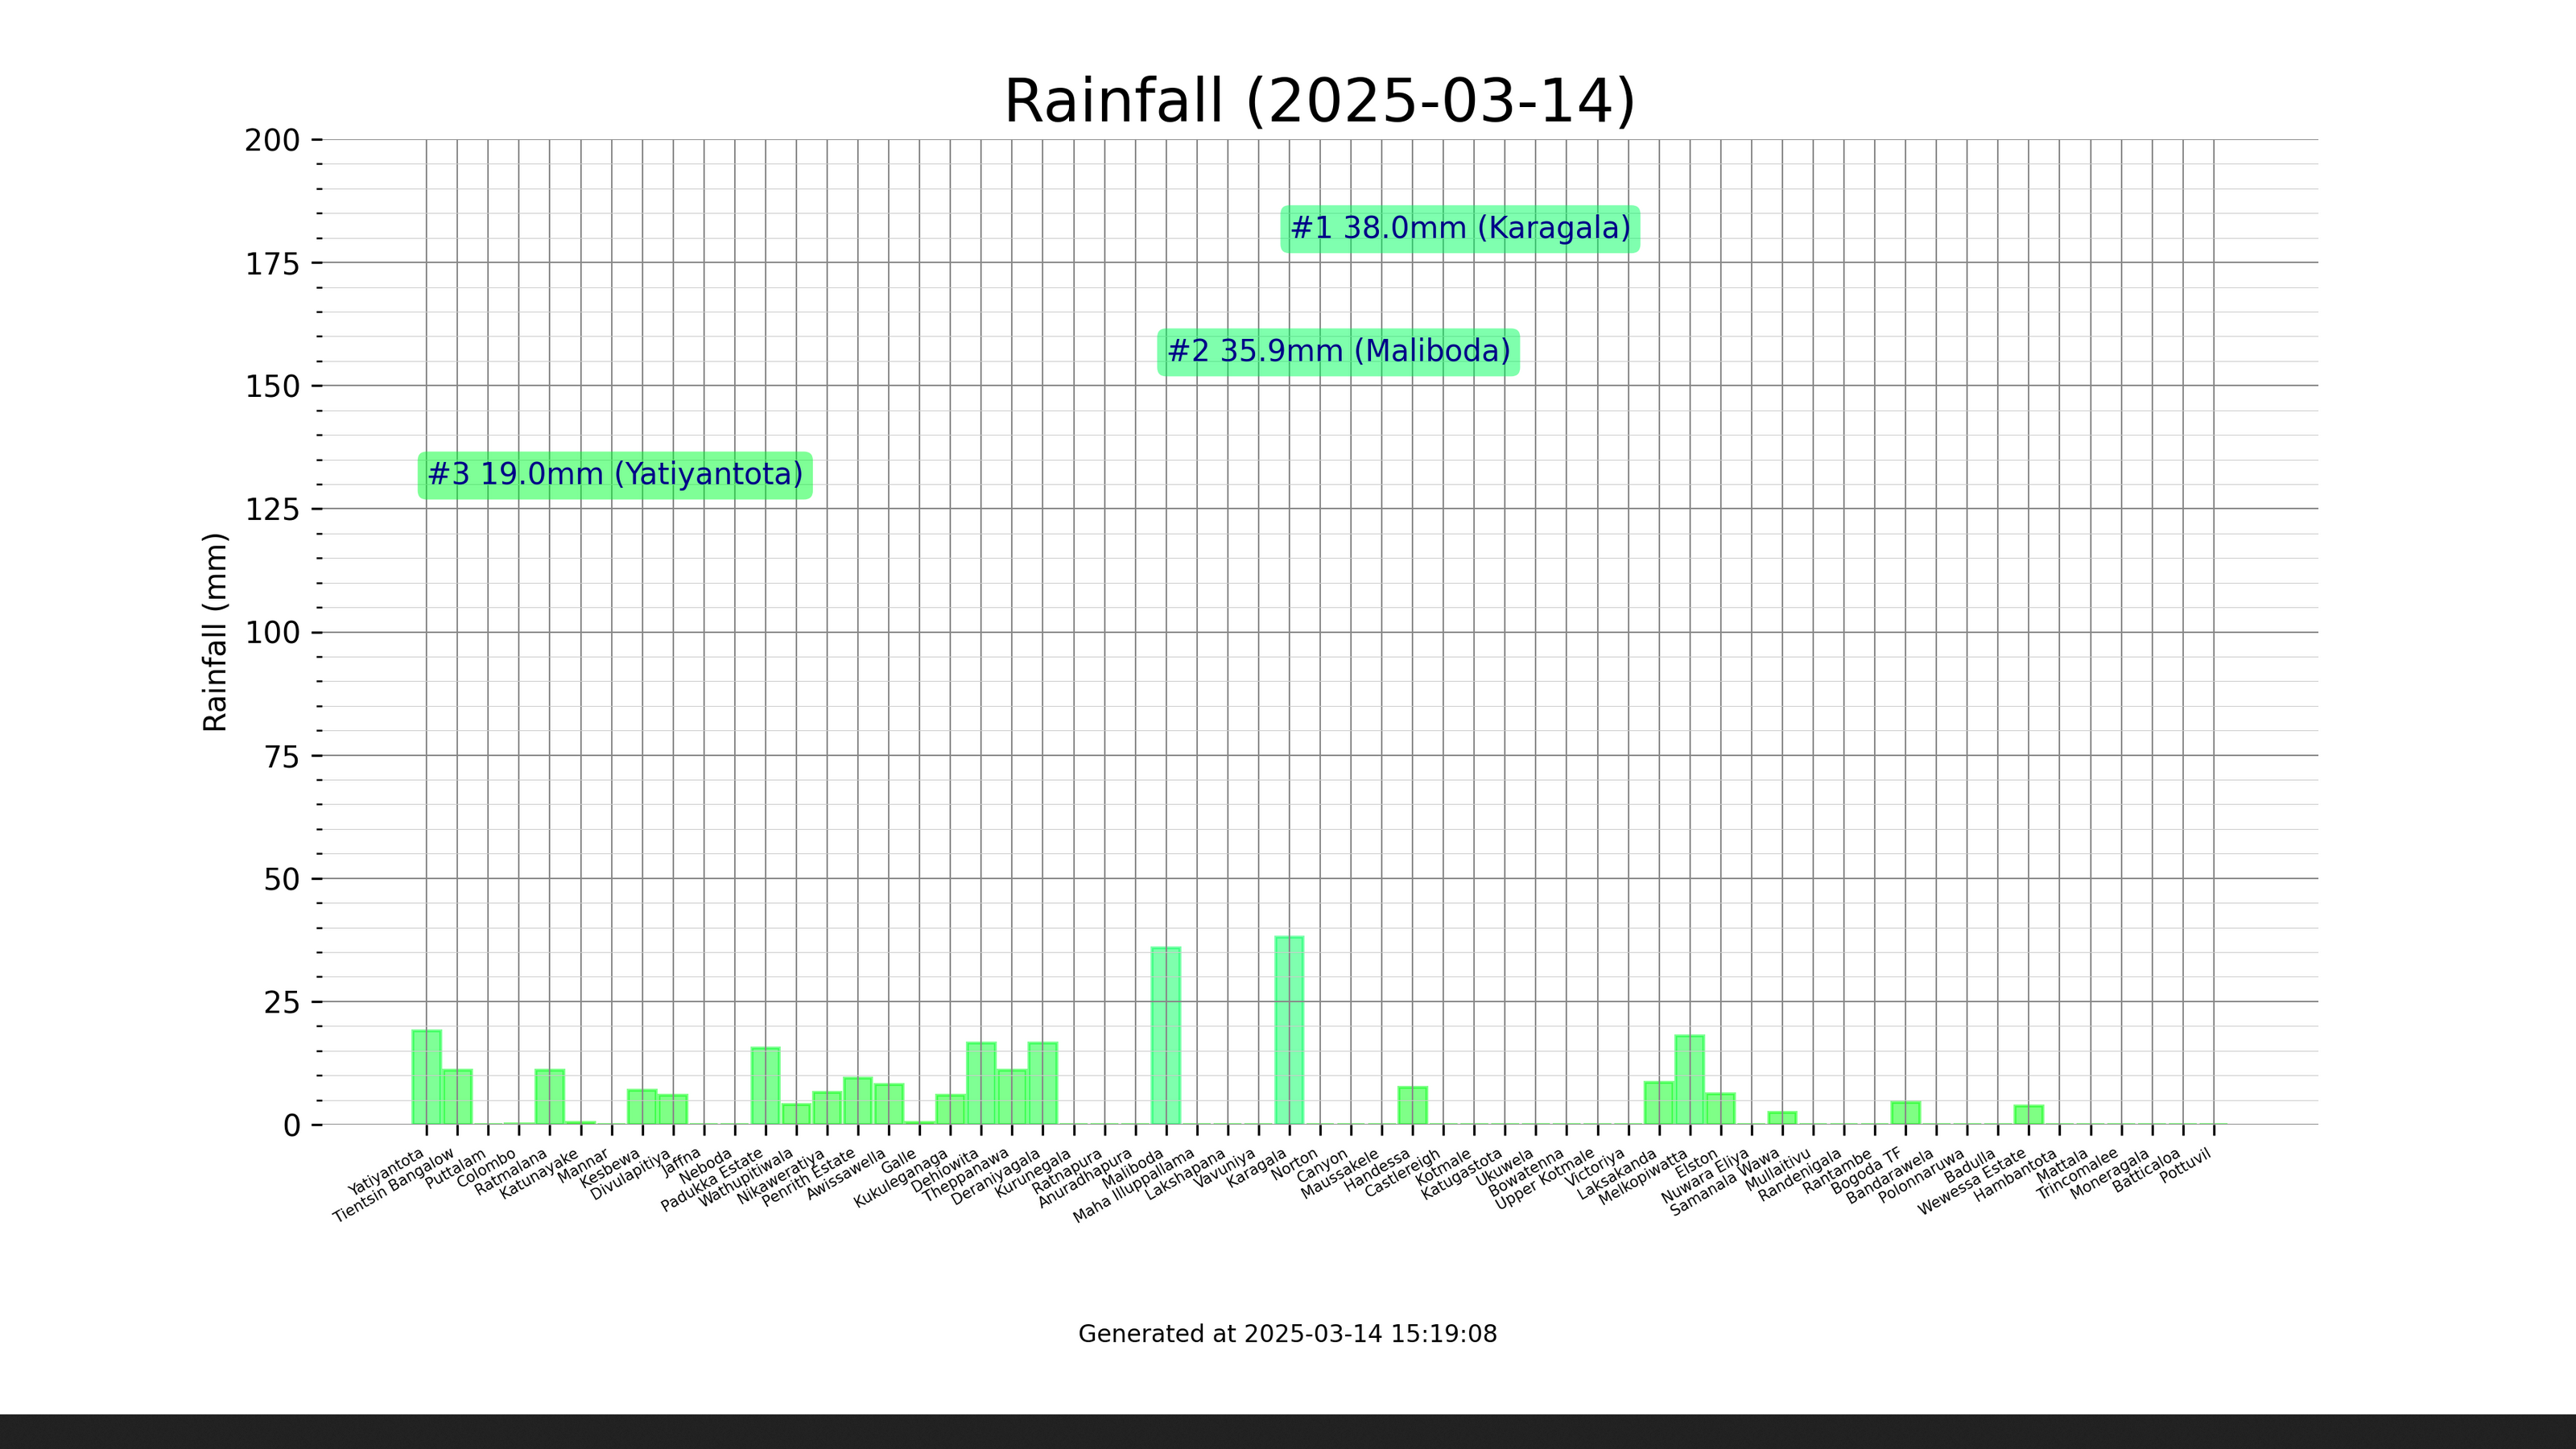 Rainfall (2025-03-14)
Rainfall (mm)
200
175
150
125
100
75
50
25
0
#1 38.0mm (Karagala)
#2 35.9mm (Maliboda)
#3 19.0mm (Yatiyantota)
Yatiyantota
Tientsin Bangalow
Puttalam
Colombo
Ratmalana
Katunayake
Mannar
Kesbewa
Divulapitiya
Jaffna
Neboda
Padukka Estate
Wathupitiwala
Nikaweratiya
Penrith Estate
Awissawella
Galle
Kukuleganaga
Dehlowita
Theppanawa
Deraniyagala
Kurunegala
Ratnapura
Anuradhapura
Maliboda
Maha Illuppallama
Lakshapana
Vavuniya
Karagala
Norton
Canyon
Maussakele
Handessa
Castlereigh
Kotmale
Katugastota
Ukuwela
Bowatenna
Upper Kotmale
Victoriya
Laksakanda
Melkopiwatta
Elston
Nuwara Eliya
Samanala Wawa
Mullaitivu
Randenigala
Rantambe
Bogoda TF
Bandarawela
Polonnaruwa
Badulla
Wewessa Estate
Hambantota
Mattala
Trincomalee
Moneragala
Batticaloa
Pottuvil
Generated at 2025-03-14 15:19:08